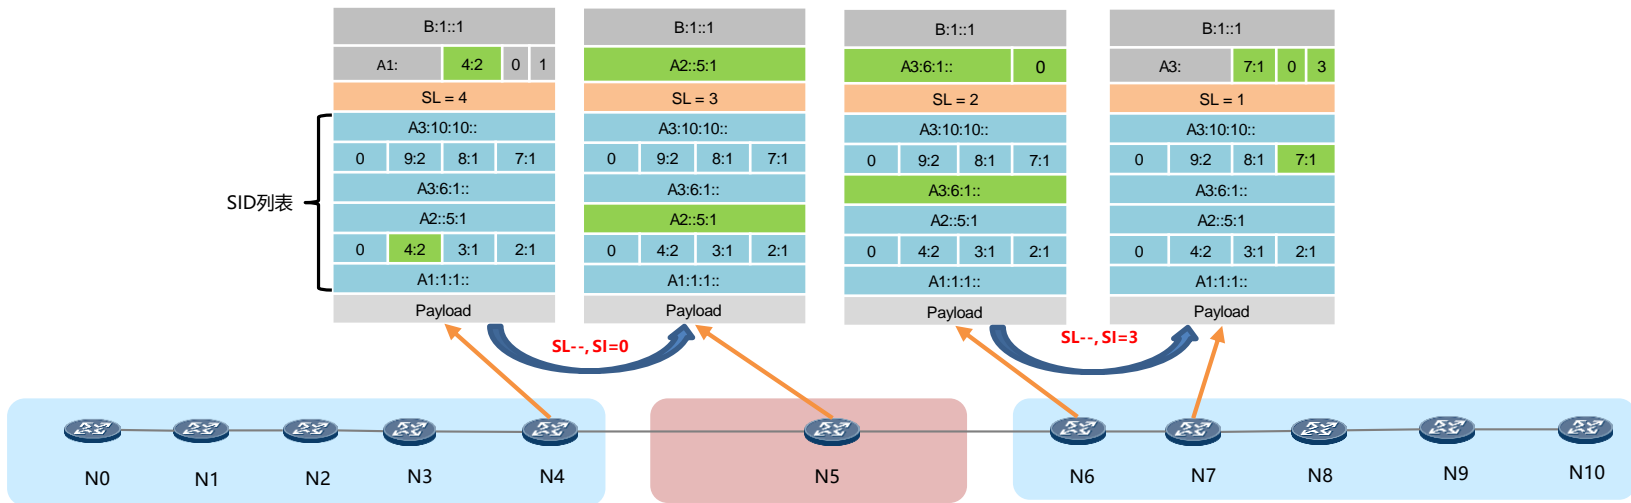 B:1::1 B:1::1 B:1::1 B:1::1
A1: 4:2 0 1 A2::5:1 A3:6:1:: 0 A3: 7:1 0 3
SL = 4 SL = 3 SL = 2 SL = 1
A3:10:10:: A3:10:10:: A3:10:10:: A3:10:10::
0 9:2 8:1 7:1 0 9:2 8:1 7:1 0 9:2 8:1 7:1 0 9:2 8:1 7:1
SID列表 A3:6:1:: A3:6:1:: A3:6:1:: A3:6:1::
A2::5:1 A2::5:1 A2::5:1 A2::5:1
0 4:2 3:1 2:1 0 4:2 3:1 2:1 0 4:2 3:1 2:1 0 4:2 3:1 2:1
A1:1:1:: A1:1:1:: A1:1:1:: A1:1:1::
Payload Payload Payload Payload
SL--, SI=0 SL--, SI=3
N0 N1 N2 N3 N4 N5 N6 N7 N8 N9 N10